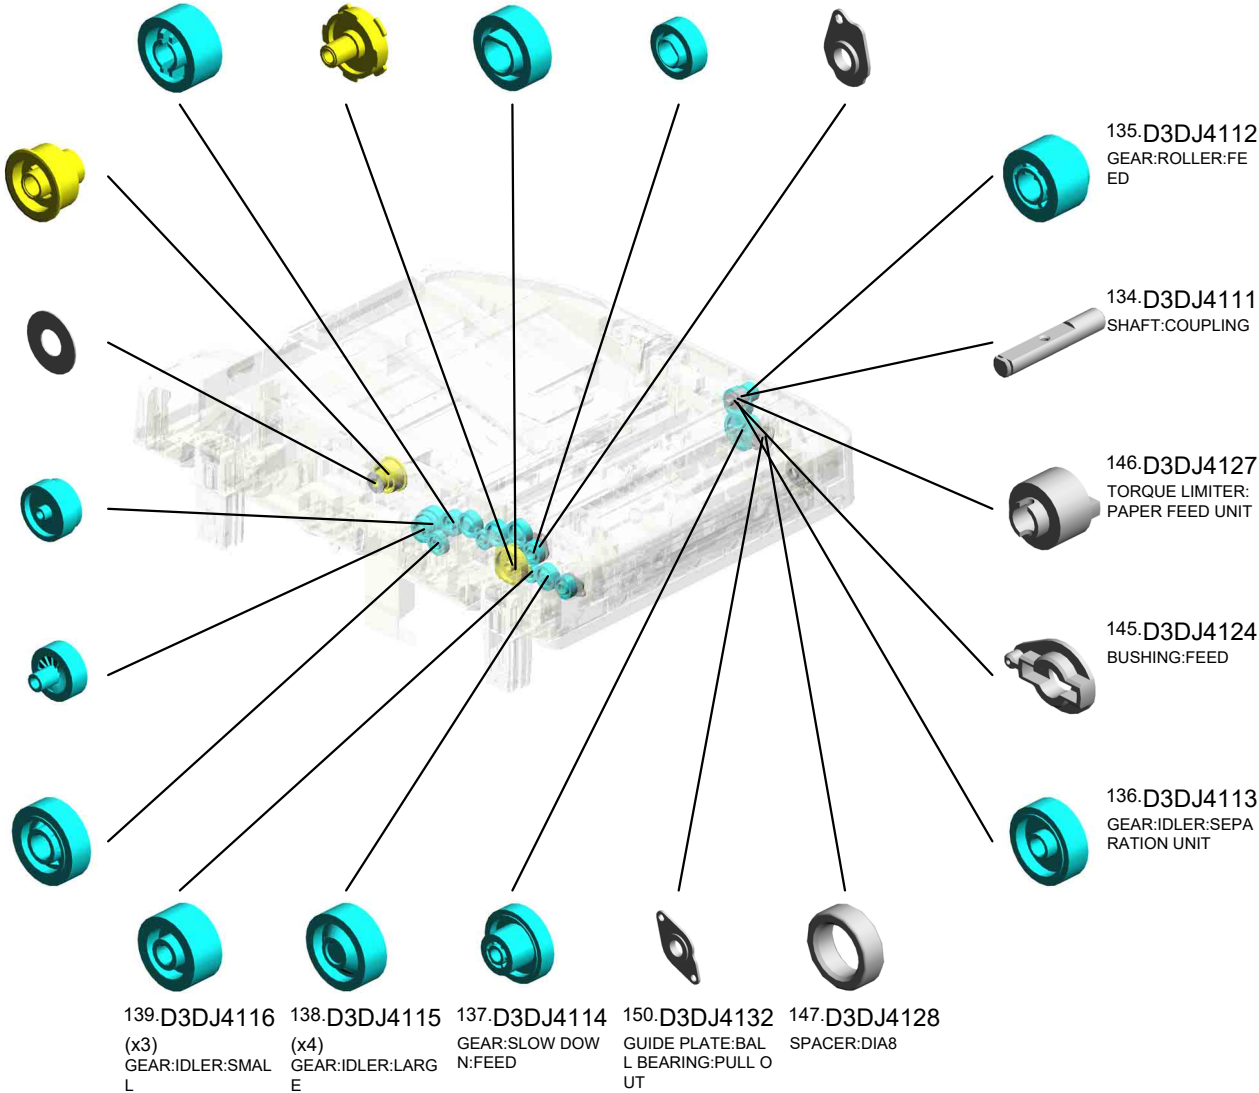 135.D3DJ4112
GEAR:ROLLER:FE
ED
134.D3DJ4111
SHAFT:COUPLING
146.D3DJ4127
TORQUE LIMITER:
PAPER FEED UNIT
145.D3DJ4124
BUSHING:FEED
136.D3DJ4113
GEAR:IDLER:SEPA
RATION UNIT
139.D3DJ4116
(x3)
GEAR:IDLER:SMAL
L
138.D3DJ4115
(x4)
GEAR:IDLER:LARG
E
137.D3DJ4114
GEAR:SLOW DOW
N:FEED
150.D3DJ4132
GUIDE PLATE:BAL
L BEARING:PULL O
UT
147.D3DJ4128
SPACER:DIA8